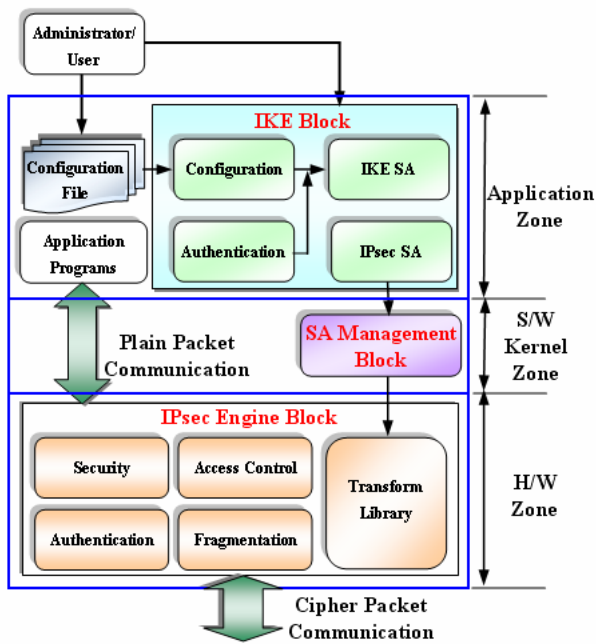 Administrator/
User
IKE Block
Configuration
File
Configuration
IKE SA
Application
Zone
Application
Programs
Authentication
IPsec SA
Plain Packet
Communication
SA Management
Block
S/W
Kernel
Zone
IPsec Engine Block
Security
Access Control
Transform
Library
Authentication
Fragmentation
H/W
Zone
Cipher Packet
Communication